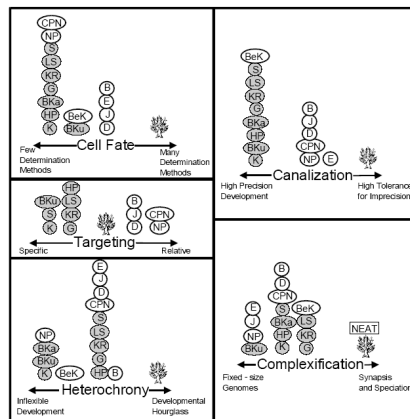 CPN
NP
S
LS
KR
G B
BKa BeK E
HP J
K BKu D
Cell Fate
Few
Determination
Methods
Many
Determination
Methods
BeK
S
LS
KR
G B
BKa J
HP D
BKu CPN
K NP E
Canalization
High Precision
Development
High Tolerance
for Imprecision
HP
BKu LS B
S KR J CPN
K G D NP
Targeting
Specific
Relative
E
J
D
CPN
S
NP LS
BKa KR
BKu G
K BeK HP B
Heterochrony
Inflexible
Development
Developmental
Hourglass
B
D
E CPN
J S BeK
NP BKa LS NEAT
BKu HP KR
K G
Complexification
Fixed - size
Genomes
Synapsis
and Speciation